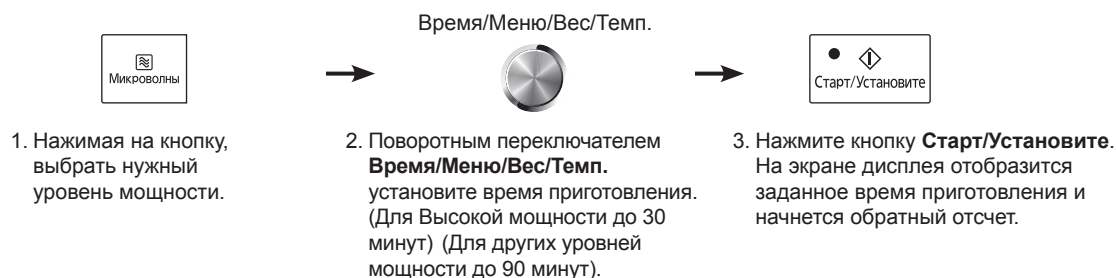 Время/Меню/Вес/Темп.
Микроволны
Старт/Установите
1. Нажимая на кнопку,
выбрать нужный
уровень мощности.
2. Поворотным переключателем
Время/Меню/Вес/Темп.
установите время приготовления.
(Для Высокой мощности до 30
минут) (Для других уровней
мощности до 90 минут).
3. Нажмите кнопку Старт/Установите.
На экране дисплея отобразится
заданное время приготовления и
начнется обратный отсчет.